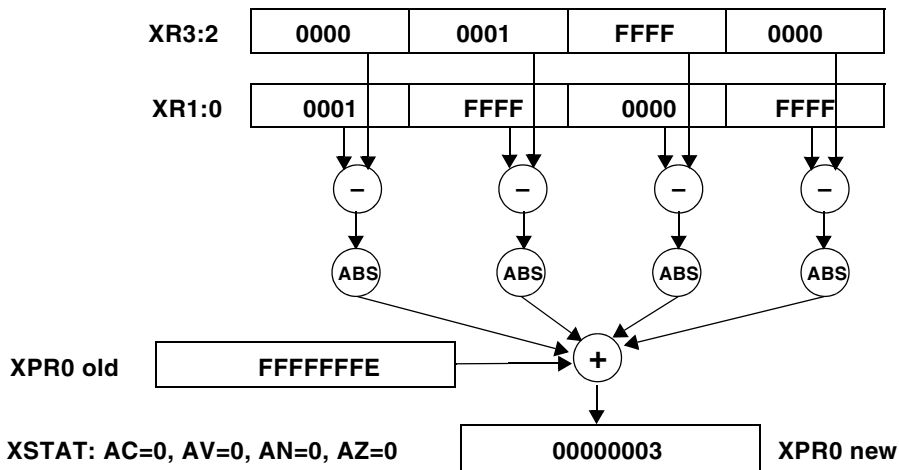 XR3:2 0000 0001 FFFF 0000
XR1:0 0001 FFFF 0000 FFFF
− − − −
ABS ABS ABS ABS
+
XPR0 old FFFFFFFE
XSTAT: AC=0, AV=0, AN=0, AZ=0 00000003 XPR0 new